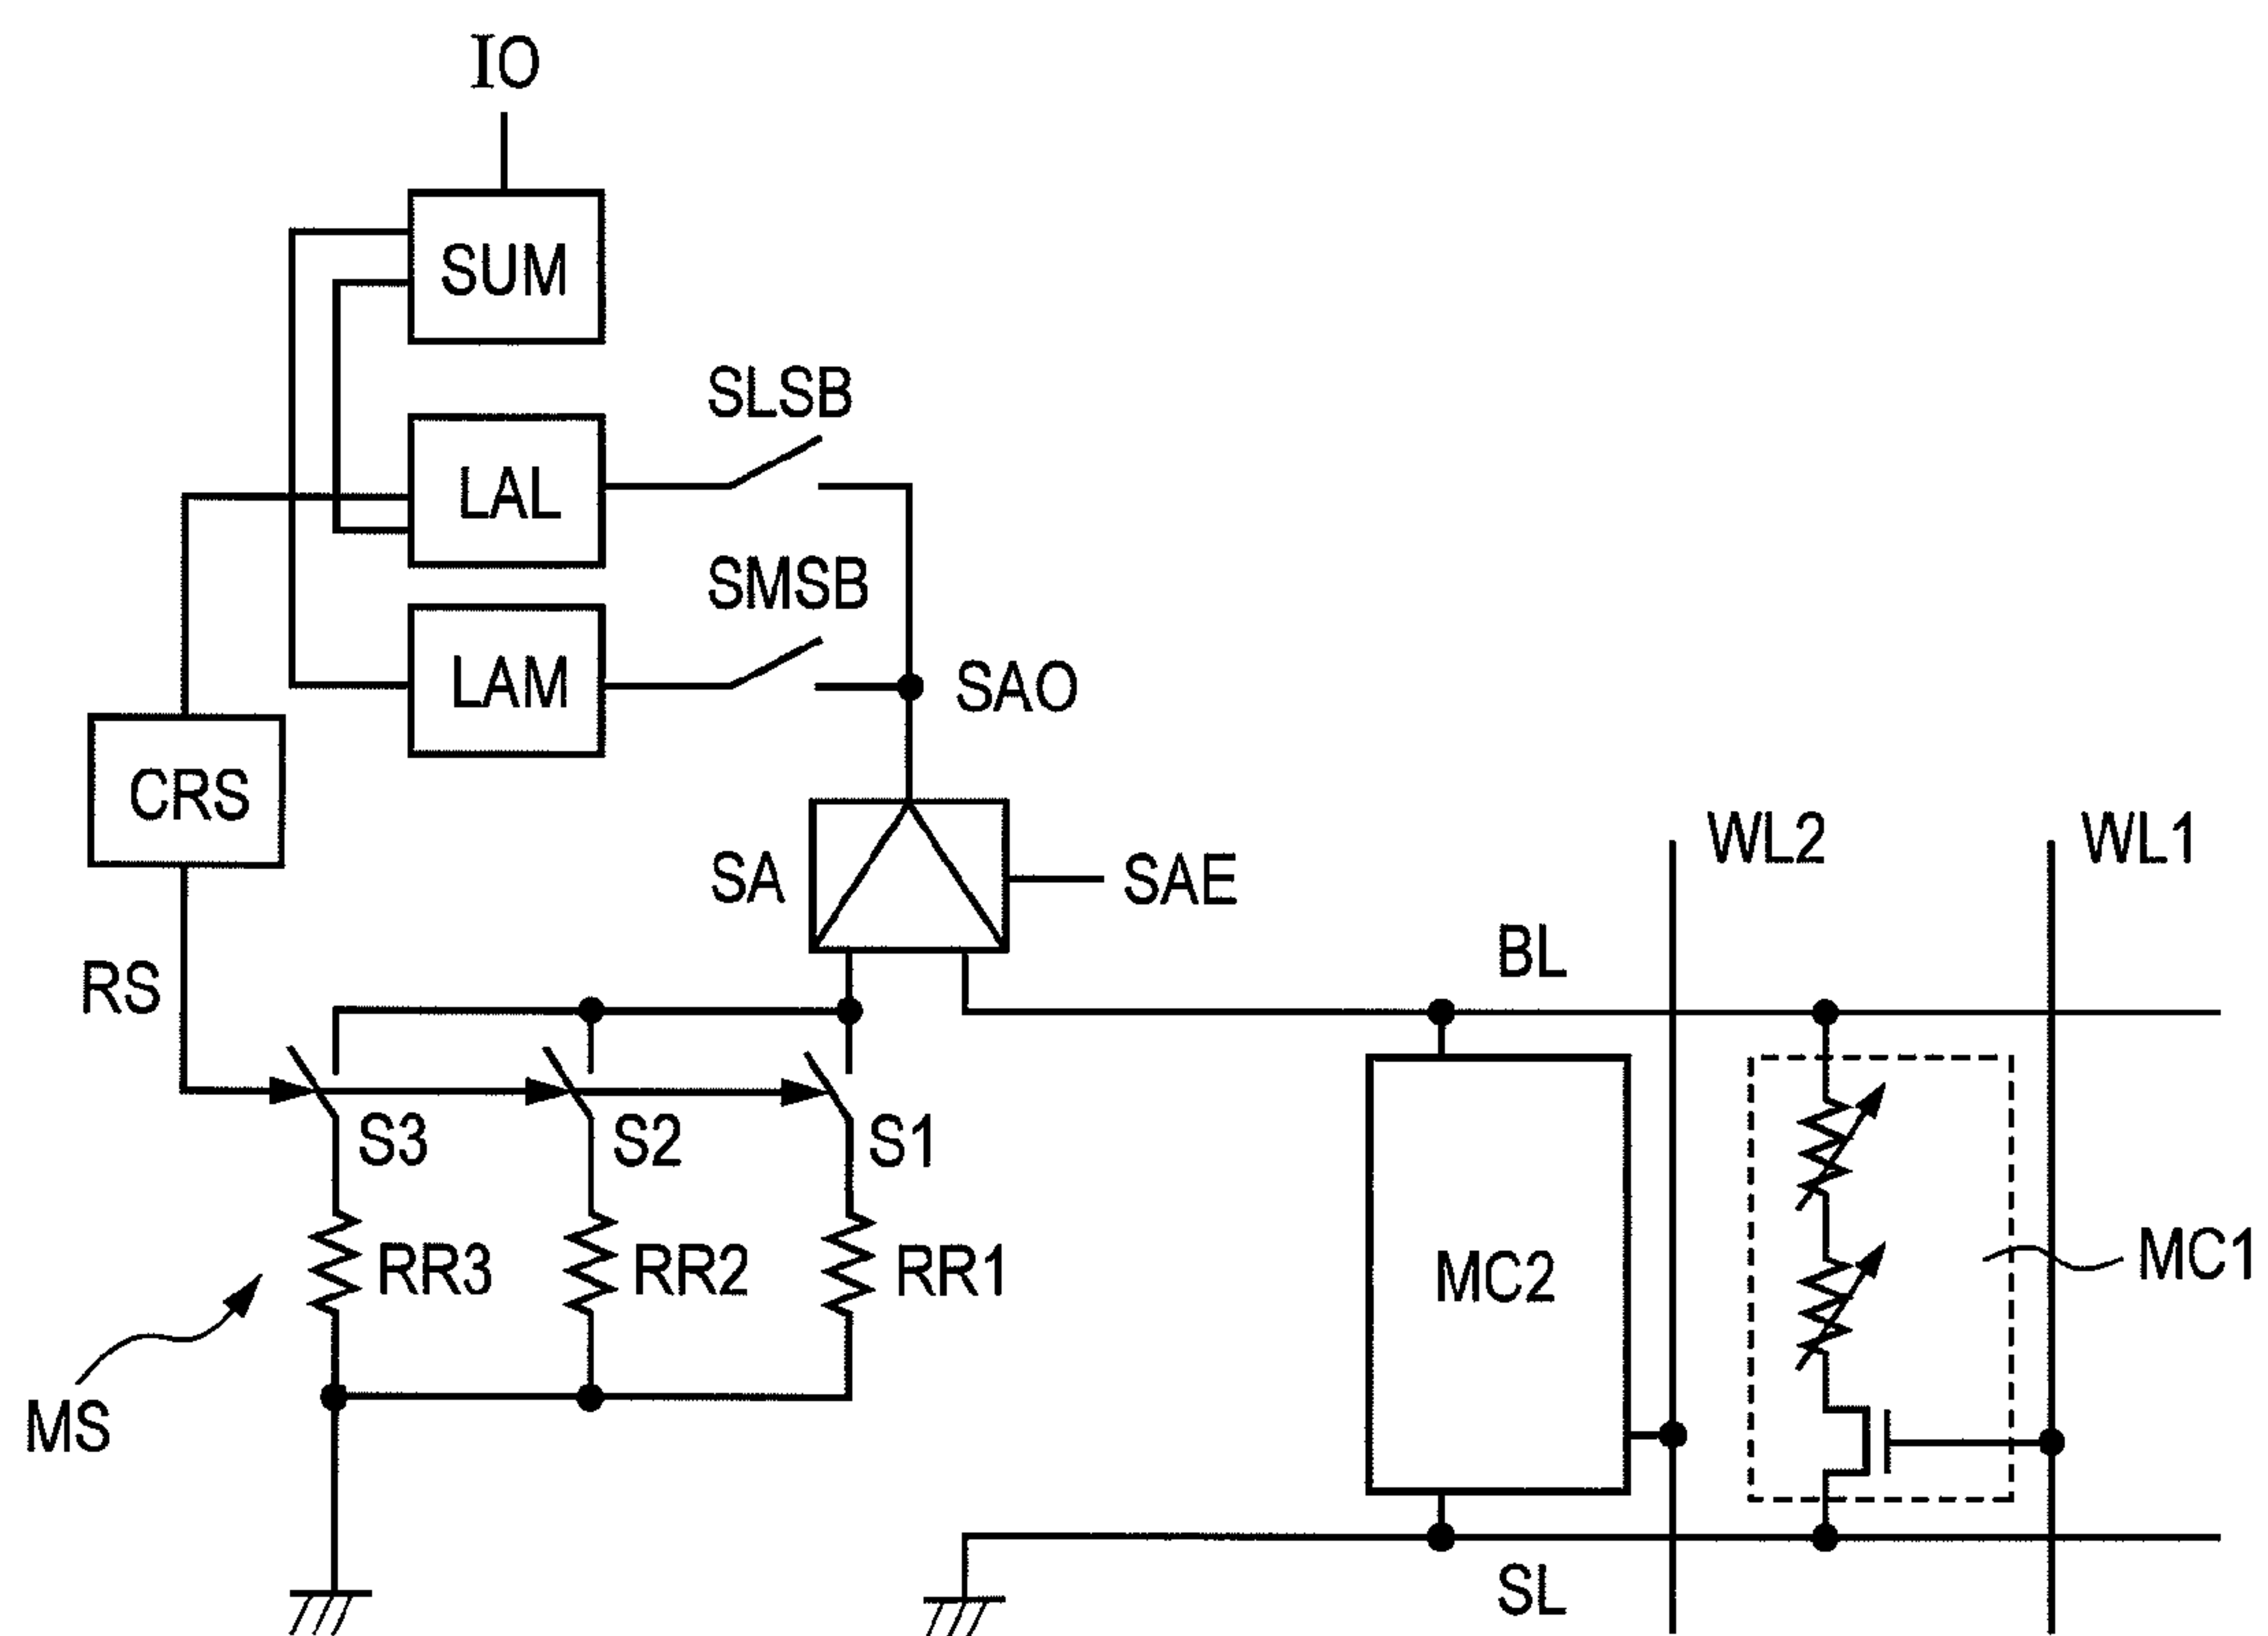 IO
SUM
SLSB
LAL
SMSB
LAM
SAO
CRS
WL2
WL1
SA
SAE
BL
RS
S3
S2
S1
MC1
RR3
RR2
RR1
MC2
MS
SL